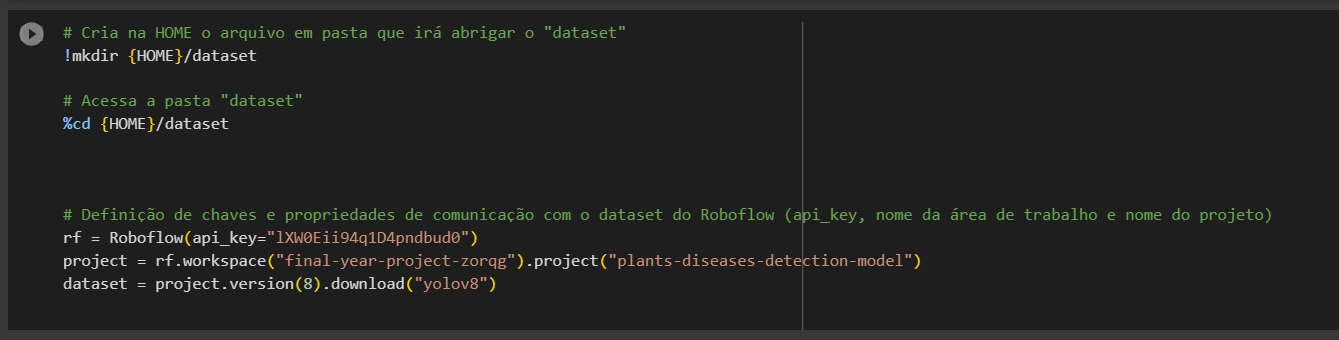 # Cria na HOME o arquivo em pasta que irá abrigar o "dataset"
!mkdir {HOME}/dataset
# Acessa a pasta "dataset"
%cd {HOME}/dataset
# Definição de chaves e propriedades de comunicação com o dataset do Roboflow (api_key, nome da área de trabalho e nome do projeto)
rf = Roboflow(api_key="lXW0Eii94q1D4pndbud0")
project = rf.workspace("final-year-project-zorqg").project("plants-diseases-detection-model")
dataset = project.version(8).download("yolov8")